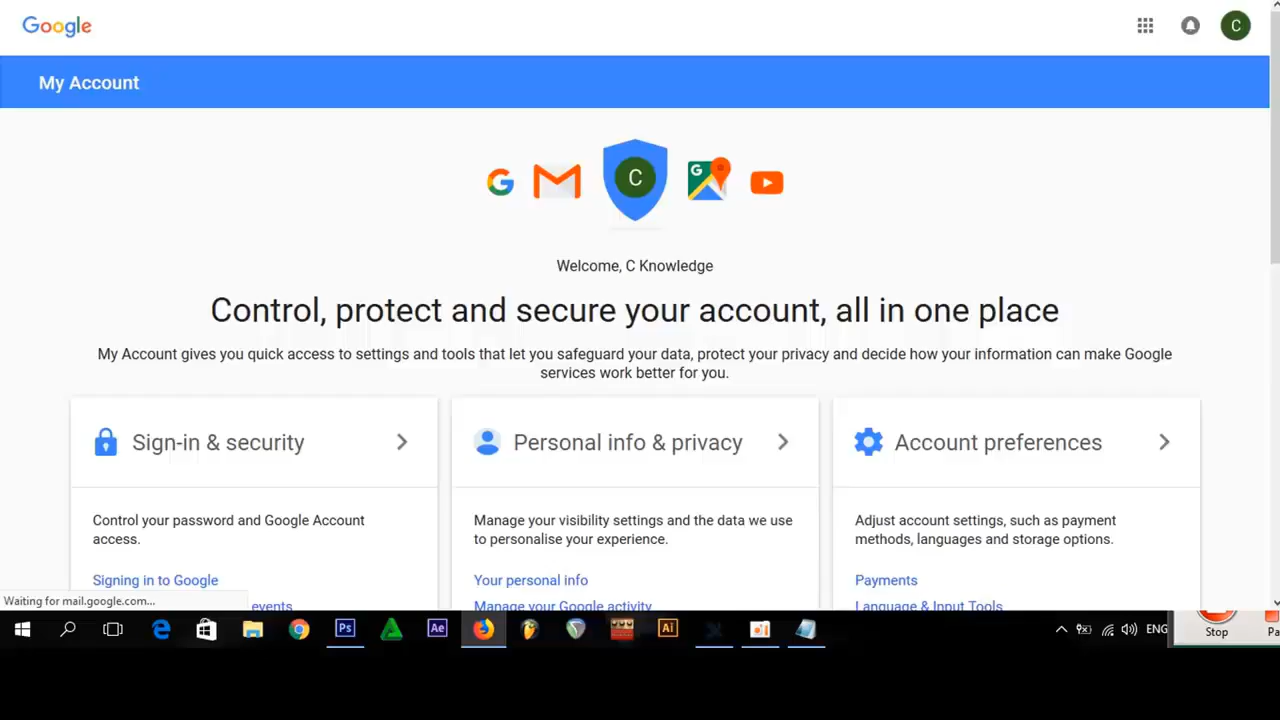 Google
C
My Account
G
C
G
Welcome, C Knowledge
Control, protect and secure your account, all in one place
My Account gives you quick access to settings and tools that let you safeguard your data, protect your privacy and decide how your information can make Google
services work better for you.
Sign-in & security
Personal info & privacy
Account preferences
Control your password and Google Account
access.
Signing in to Google
events
Manage your visibility settings and the data we use
to personalise your experience.
Your personal info
Manage your Google activity
Adjust account settings, such as payment
methods, languages and storage options.
Payments
Language & Input Tools
Waiting for mail.google.com...
Ps
Ae
Ai
ENG
Stop
Pa